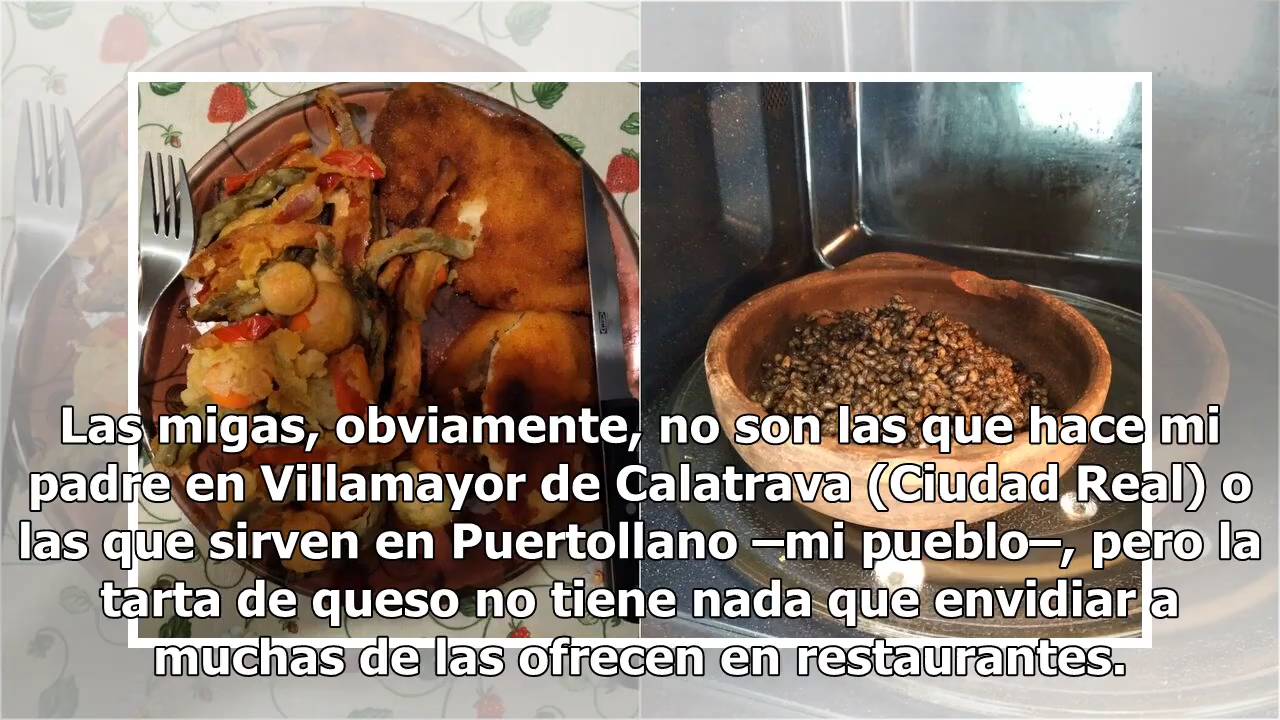 Las migas, obviamente, no son las que hace mi
padre en Villamayor de Calatrava (Ciudad Real) o
las que sirven en Puertollano –mi pueblo–, pero la
tarta de queso no tiene nada que envidiar a
muchas de las ofrecen en restaurantes.